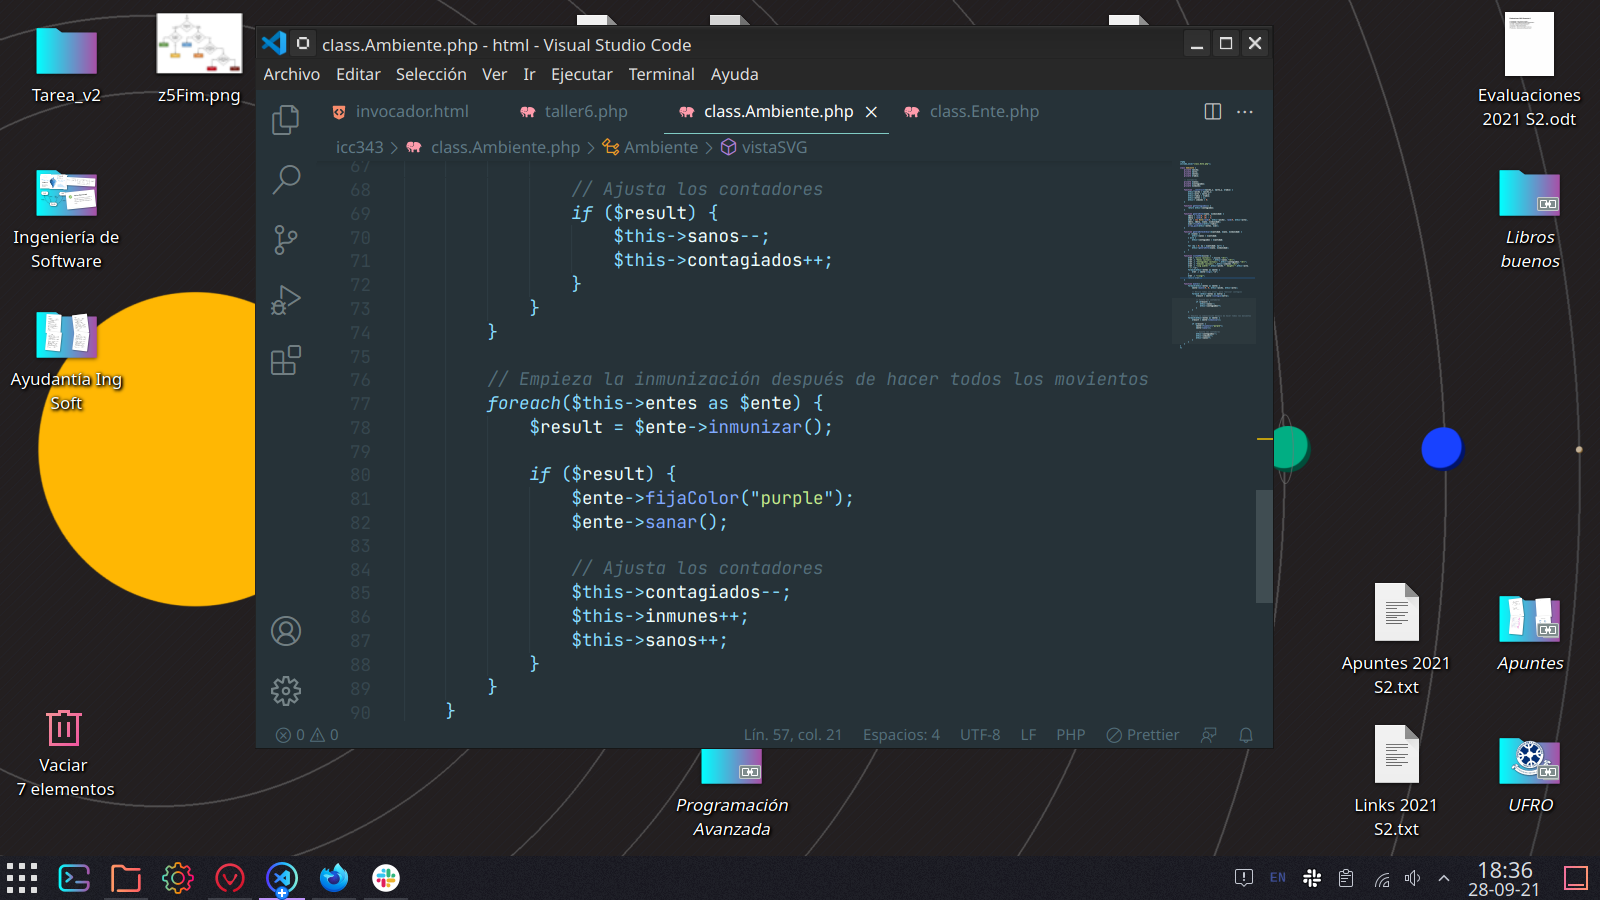 Tarea_v2
z5Fim.png
Ingeniería de
Software
Ayudantía Ing
Soft
Vaciar
7 elementos
class.Ambiente.php - html - Visual Studio Code
Archivo Editar Selección Ver Ir Ejecutar Terminal Ayuda
invocador.html taller6.php class.Ambiente.php class.Ente.php
icc343 > class.Ambiente.php > Ambiente > vistaSVG
67
68 // Ajusta los contadores
69 if ($result) {
70 $this->sanos--;
71 $this->contagiados++;
72 }
73 }
74 }
75
76 // Empieza la inmunización después de hacer todos los movientos
77 foreach($this->entes as $ente) {
78 $result = $ente->inmunizar();
79
80 if ($result) {
81 $ente->fijaColor("purple");
82 $ente->sanar();
83
84 // Ajusta los contadores
85 $this->contagiados--;
86 $this->inmunes++;
87 $this->sanos++;
88 }
89 }
90 }
0 0 Lín. 57, col. 21 Espacios: 4 UTF-8 LF PHP Prettier
Programación
Avanzada
Evaluaciones
2021 S2.odt
Libros
buenos
Apuntes 2021
S2.txt
Apuntes
Links 2021
S2.txt
UFRO
EN
18:36
28-09-21